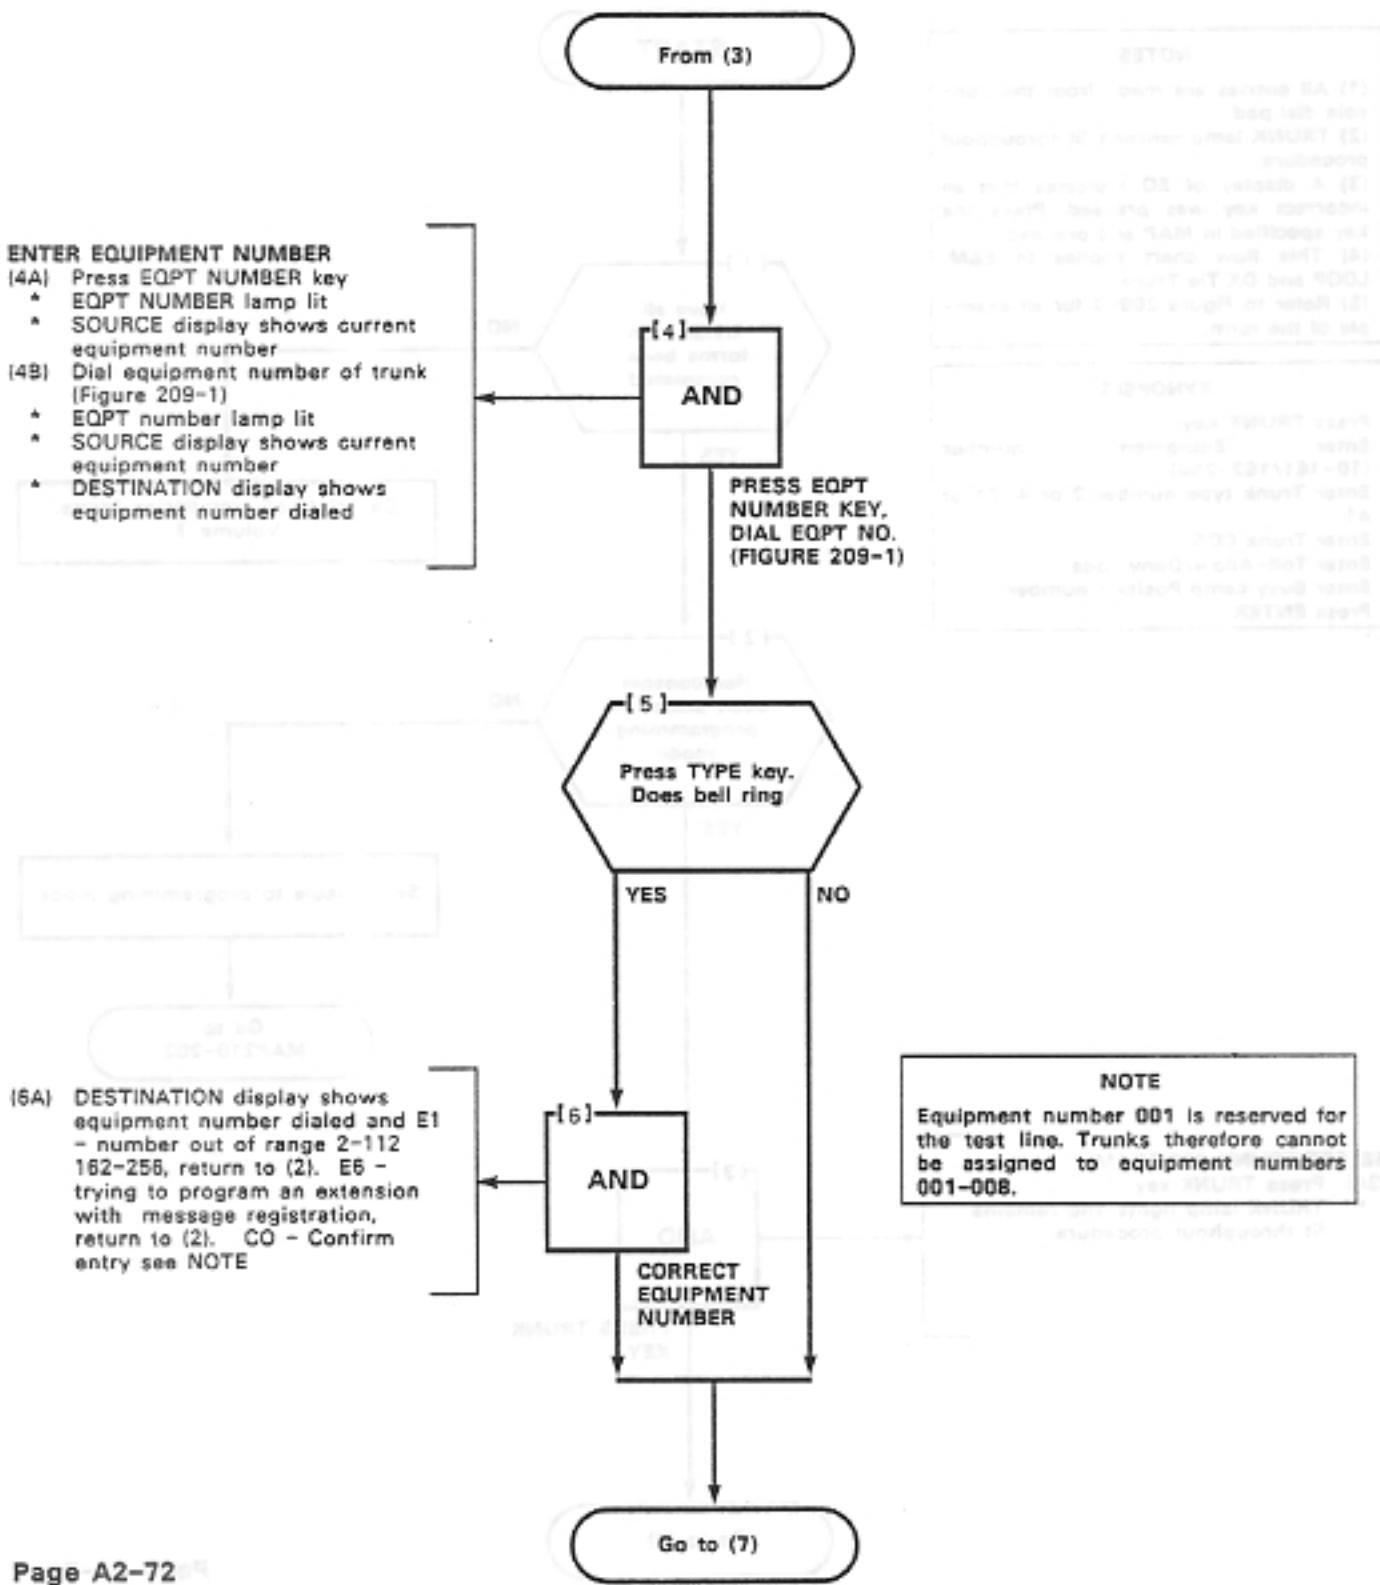 From (3)
ENTER EQUIPMENT NUMBER
(4A) Press EQPT NUMBER key
* EQPT NUMBER lamp lit
* SOURCE display shows current
equipment number
(4B) Dial equipment number of trunk
(Figure 209-1)
* EQPT number lamp lit
* SOURCE display shows current
equipment number
* DESTINATION display shows
equipment number dialed
[4]
AND
PRESS EQPT
NUMBER KEY,
DIAL EQPT NO.
(FIGURE 209-1)
[5]
Press TYPE key.
Does bell ring
YES
NO
(6A) DESTINATION display shows
equipment number dialed and E1
- number out of range 2-112
162-256, return to (2). E6 -
trying to program an extension
with message registration,
return to (2). CO - Confirm
entry see NOTE
[6]
AND
CORRECT
EQUIPMENT
NUMBER
NOTE
Equipment number 001 is reserved for
the test line. Trunks therefore cannot
be assigned to equipment numbers
001-008.
Go to (7)
Page A2-72